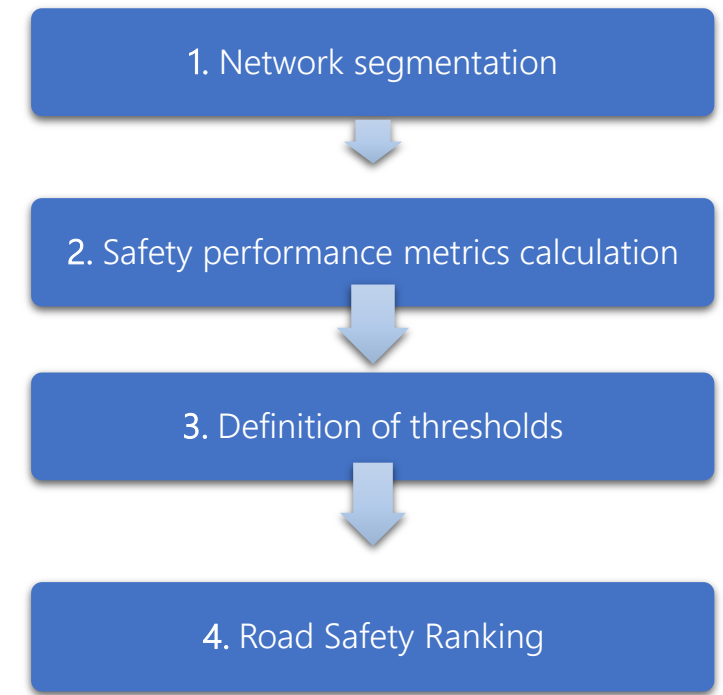 1. Network segmentation
2. Safety performance metrics calculation
3. Definition of thresholds
4. Road Safety Ranking